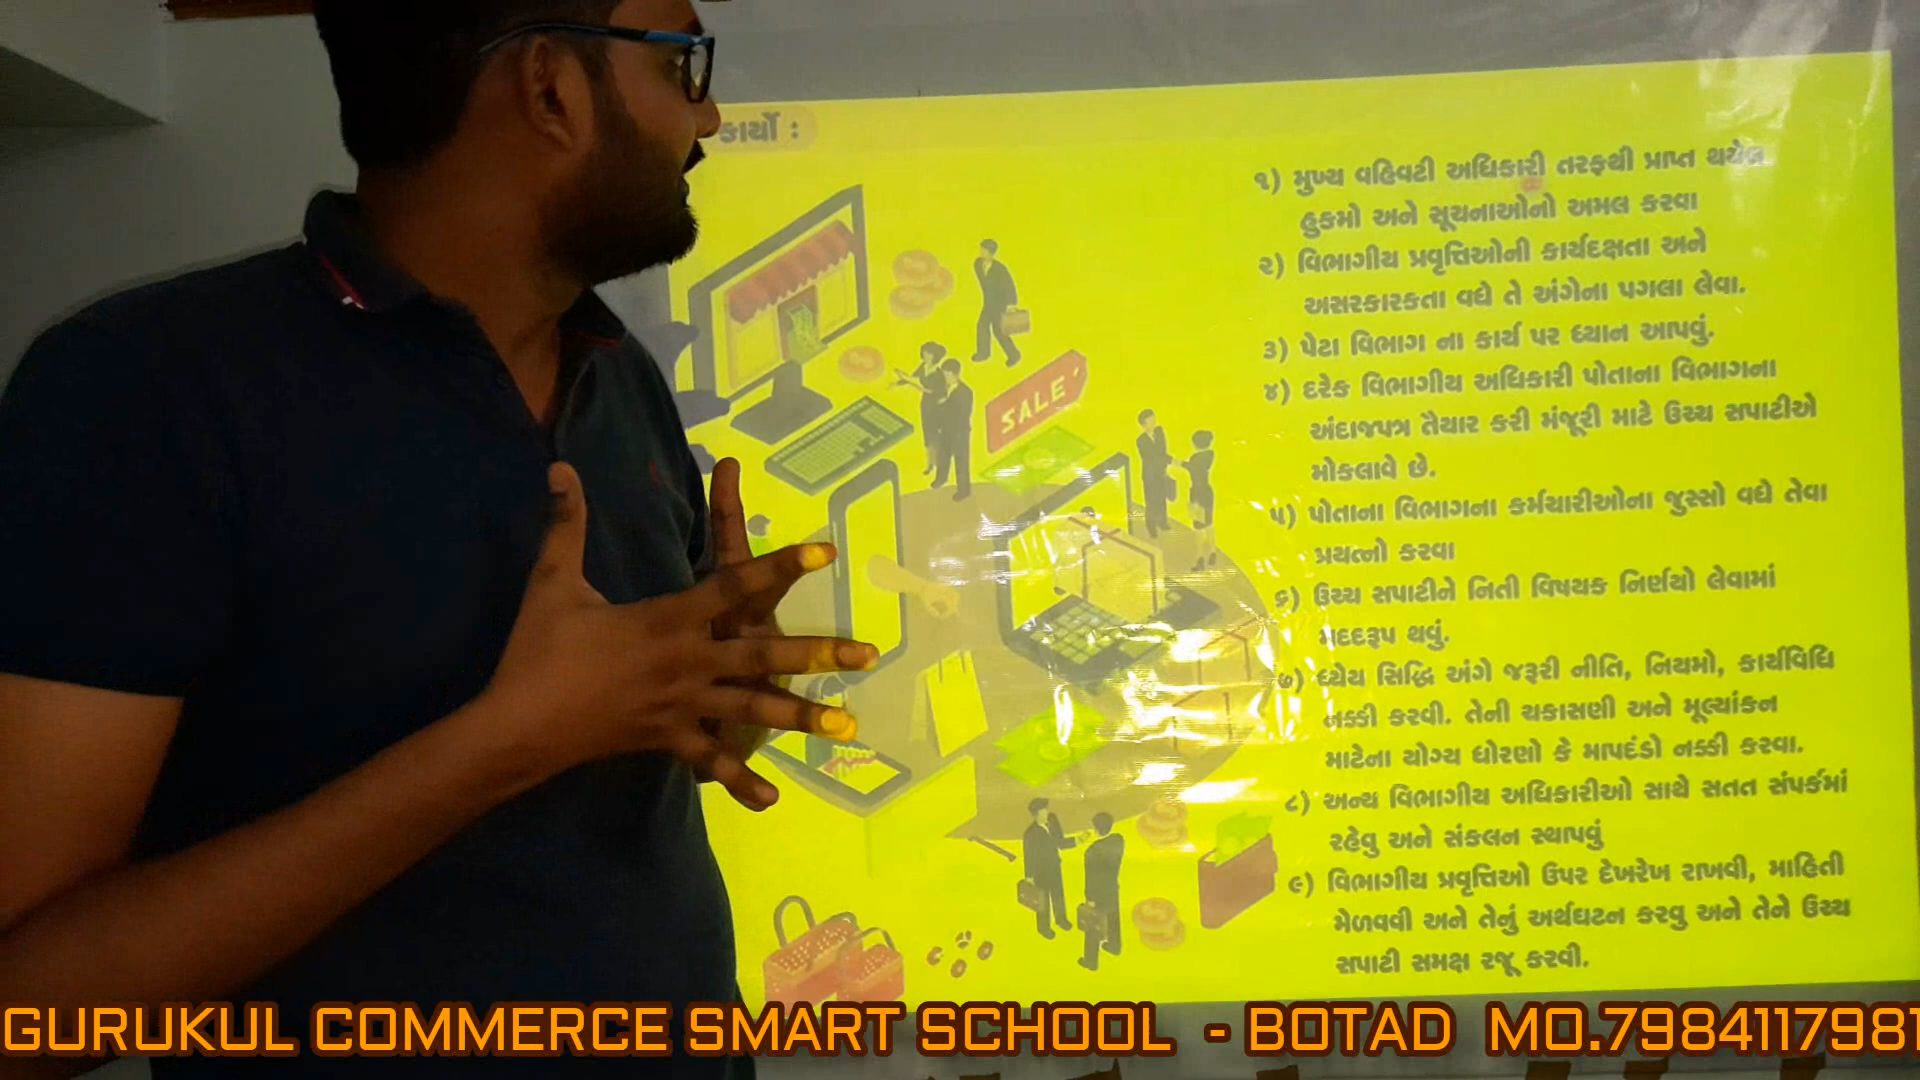 કાર્યો :
૧) મુખ્ય વહિવટી અધિકારી તરફથી પ્રાપ્ત થયેલ
હુકમો અને સૂચનાઓનો અમલ કરવા
૨) વિભાગીય પ્રવૃત્તિઓની કાર્યદક્ષતા અને
અસરકારકતા વધે તે અંગેના પગલા લેવા.
૩) પેટા વિભાગ ના કાર્ય પર ધ્યાન આપવું.
૪) દરેક વિભાગીય અધિકારી પોતાના વિભાગના
અંદાજપત્ર તૈયાર કરી મંજૂરી માટે ઉચ્ચ સપાટીએ
મોકલાવે છે.
૫) પોતાના વિભાગના કર્મચારીઓના જુસ્સો વધે તેવા
પ્રયત્નો કરવા
૬) ઉચ્ચ સપાટીને નિતી વિષયક નિર્ણયો લેવામાં
મદદરૂપ થવું.
૭) ધ્યેય સિદ્ધિ અંગે જરૂરી નીતિ, નિયમો, કાર્યવિધિ
નક્કી કરવી. તેની ચકાસણી અને મૂલ્યાંકન
માટેના યોગ્ય ધોરણો કે માપદંડો નક્કી કરવા.
૮) અન્ય વિભાગીય અધિકારીઓ સાથે સતત સંપર્કમાં
રહેવુ અને સંકલન સ્થાપવું
૯) વિભાગીય પ્રવૃત્તિઓ ઉપર દેખરેખ રાખવી, માહિતી
મેળવવી અને તેનું અર્થઘટન કરવુ અને તેને ઉચ્ચ
સપાટી સમક્ષ રજૂ કરવી.
SALE
GURUKUL COMMERCE SMART SCHOOL - BOTAD MO.7984117981